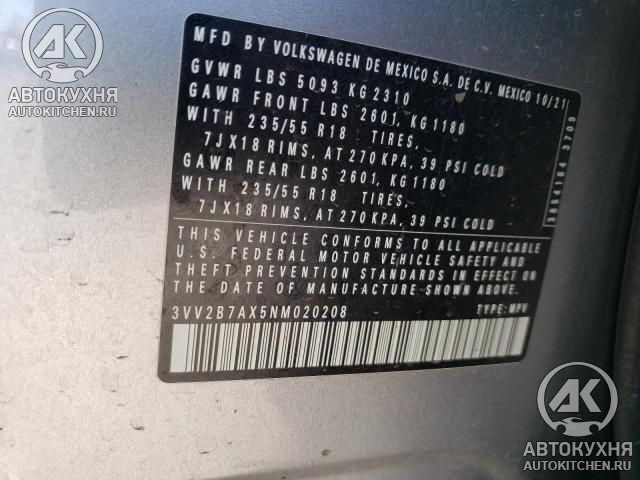 MFD BY VOLKSWAGEN DE MEXICO S.A. DE C.V. MEXICO 10/21
GVWR LBS 5093 KG 2310
GAWR FRONT LBS 2601, KG 1180
WITH 235/55 R18 TIRES,
7JX18 RIMS, AT 270 KPA, 39 PSI COLD
GAWR REAR LBS 2601, KG 1180
WITH 235/55 R18 TIRES,
7JX18 RIMS, AT 270 KPA, 39 PSI COLD
THIS VEHICLE CONFORMS TO ALL APPLICABLE
U.S. FEDERAL MOTOR VEHICLE SAFETY AND
THEFT PREVENTION STANDARDS IN EFFECT ON
THE DATE OF MANUFACTURE SHOWN ABOVE
3VV2B7AX5NM020208 TYPE: MPV
3709
АК
АВТОКУХНЯ
AUTOKITCHEN.RU
АК
АВТОКУХНЯ
AUTOKITCHEN.RU